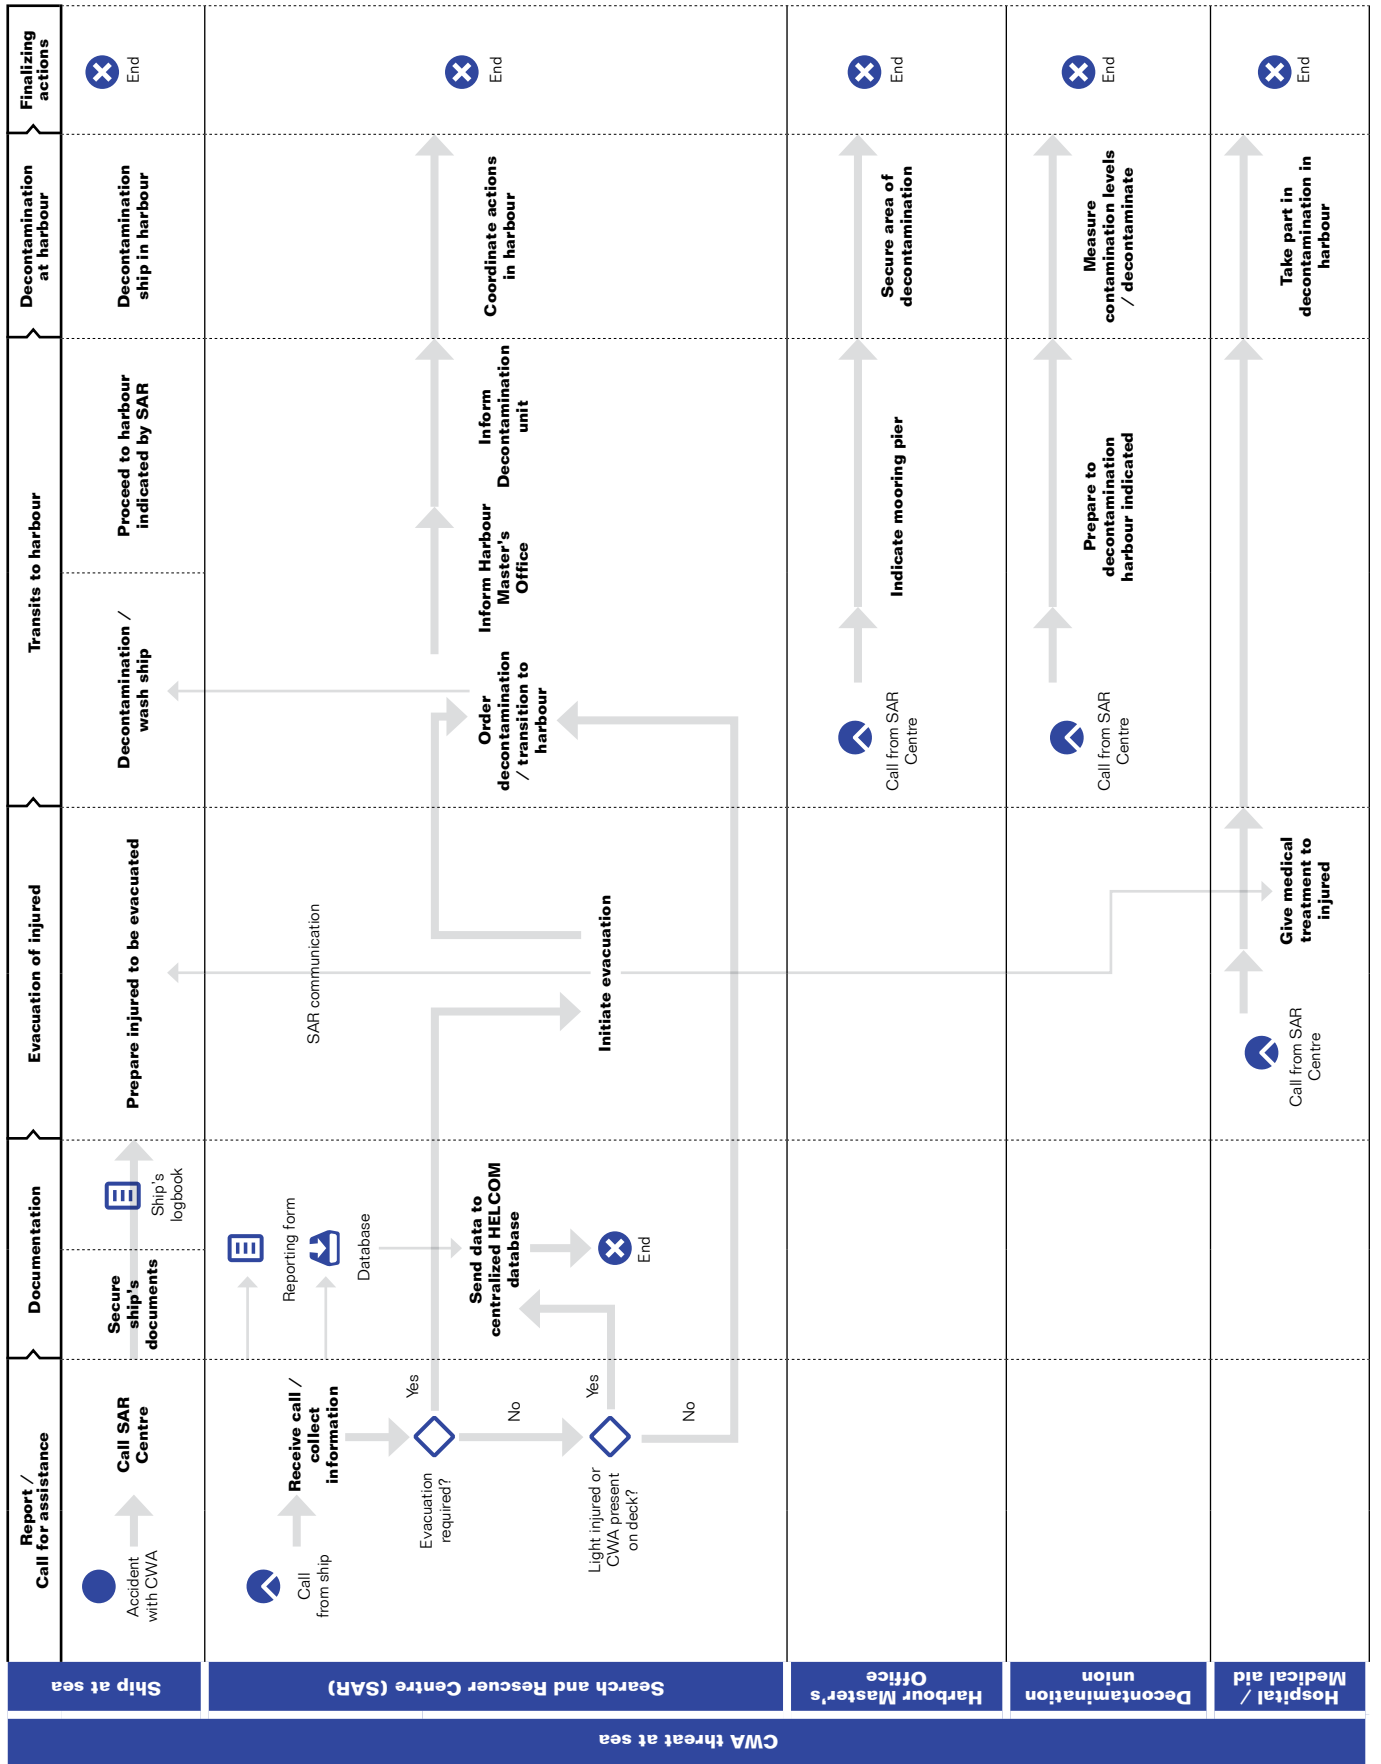 CWA threat at sea
Report /
Call for assistance
Documentation
Evacuation of injured
Transits to harbour
Decontamination
at harbour
Finalizing
actions
Ship at sea
Accident
with CWA
Call SAR
Centre
Secure
ship's
documents
Ship's
logbook
Prepare injured to be evacuated
Decontamination /
wash ship
Proceed to harbour
indicated by SAR
Decontamination
ship in harbour
End
Search and Rescuer Centre (SAR)
Call
from ship
Receive call /
collect
information
Reporting form
Database
SAR communication
Evacuation
required?
Yes
No
Light injured or
CWA present
on deck?
Yes
No
Send data to
centralized HELCOM
database
End
Initiate evacuation
Order
decontamination
/ transition to
harbour
Inform Harbour
Master's
Office
Inform
Decontamination
unit
Coordinate actions
in harbour
End
Harbour Master's
Office
Call from SAR
Centre
Indicate mooring pier
Secure area of
decontamination
End
Decontamination
union
Call from SAR
Centre
Prepare to
decontamination
harbour indicated
Measure
contamination levels
/ decontaminate
End
Hospital /
Medical aid
Call from SAR
Centre
Give medical
treatment to
injured
Take part in
decontamination in
harbour
End